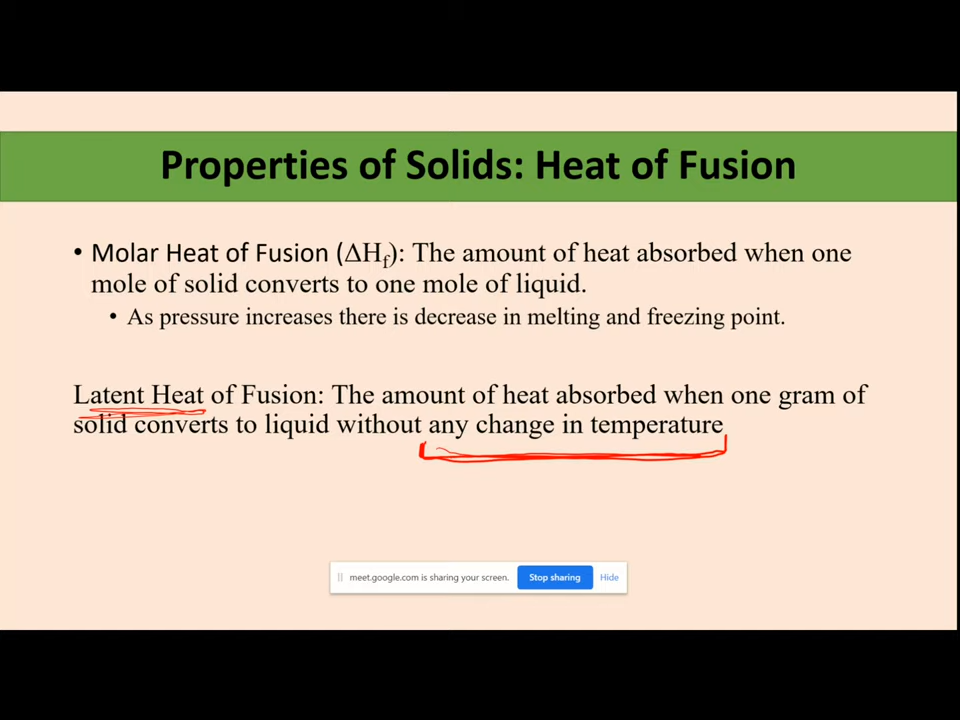 Properties of Solids: Heat of Fusion
• Molar Heat of Fusion (ΔHf): The amount of heat absorbed when one
mole of solid converts to one mole of liquid.
• As pressure increases there is decrease in melting and freezing point.
Latent Heat of Fusion: The amount of heat absorbed when one gram of
solid converts to liquid without any change in temperature
meet.google.com is sharing your screen. Stop sharing Hide